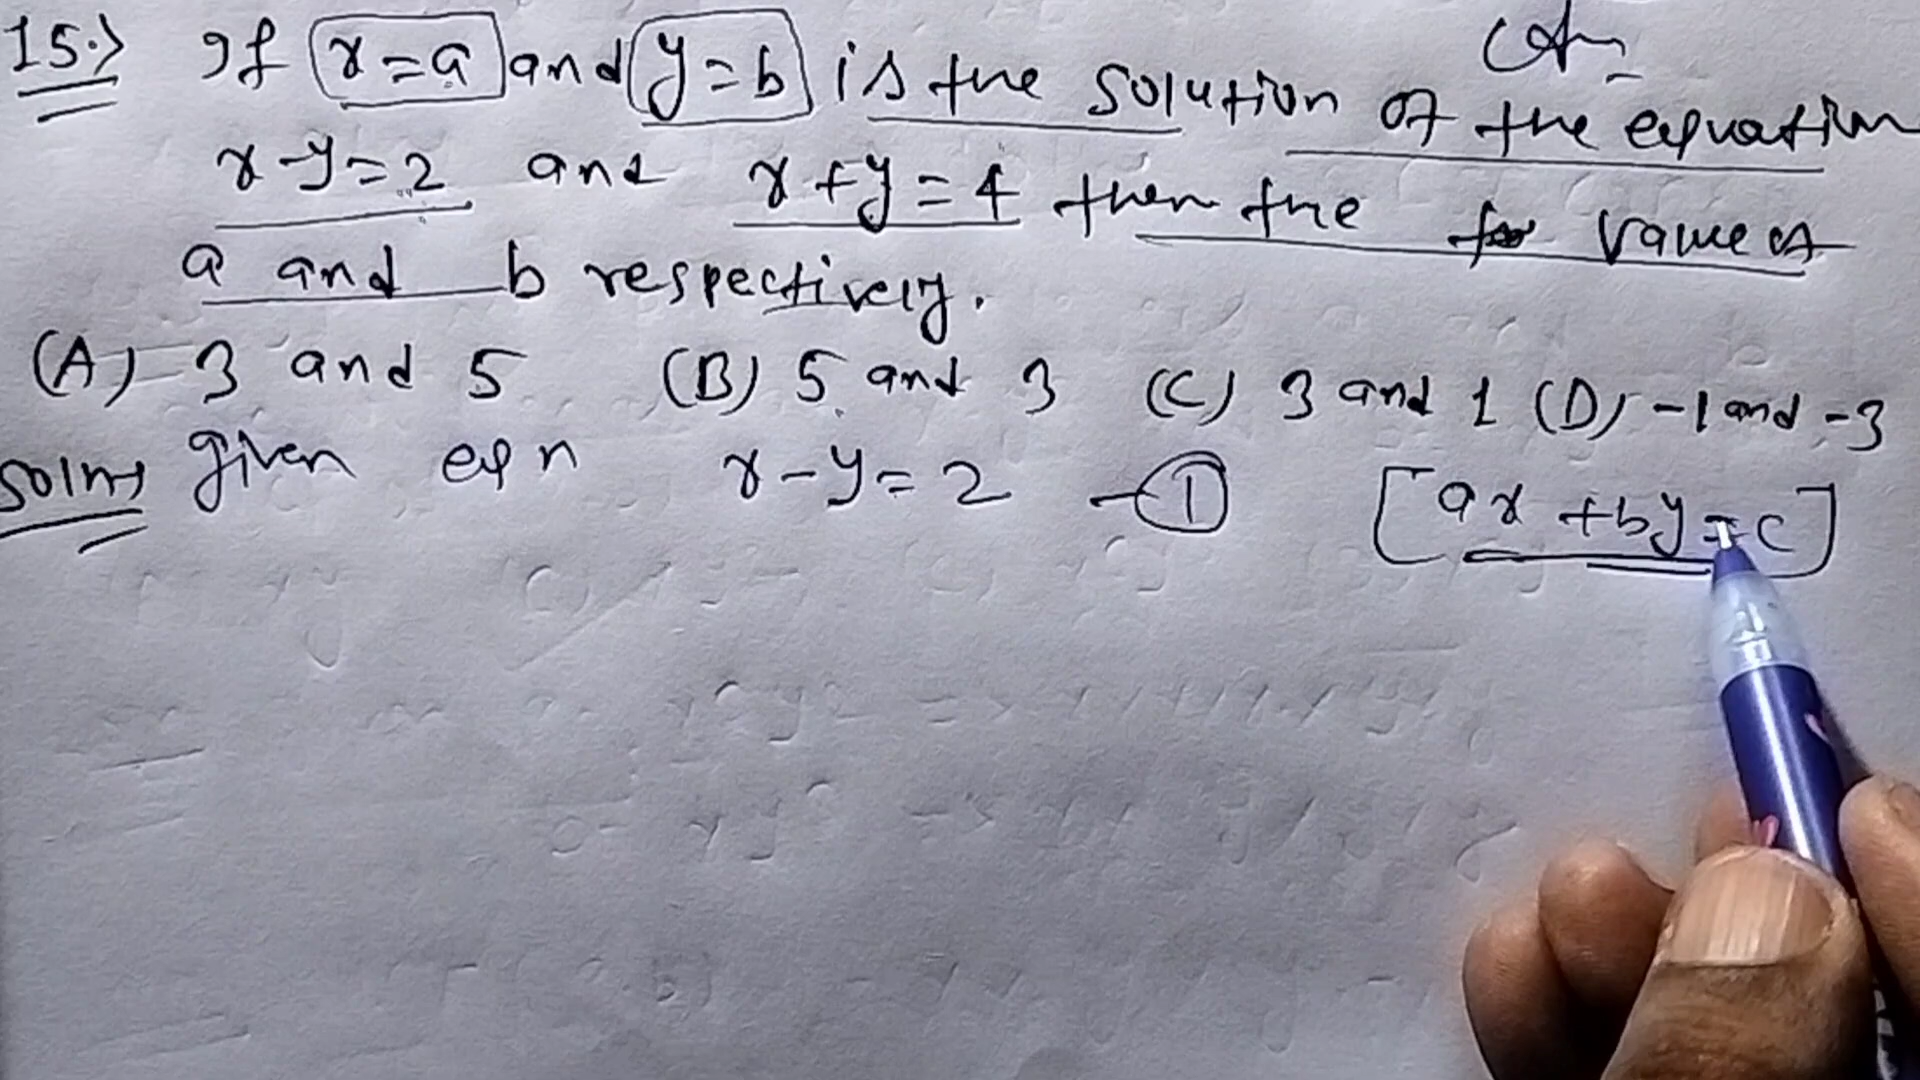 15.> If x=a and y=b is the solution of the equation
x-y=2 and x+y=4 then the value of
a and b respectively.
(A) 3 and 5 (B) 5 and 3 (C) 3 and 1 (D) -1 and -3
Soln> given eqn x-y=2 -① [ax+by=c]